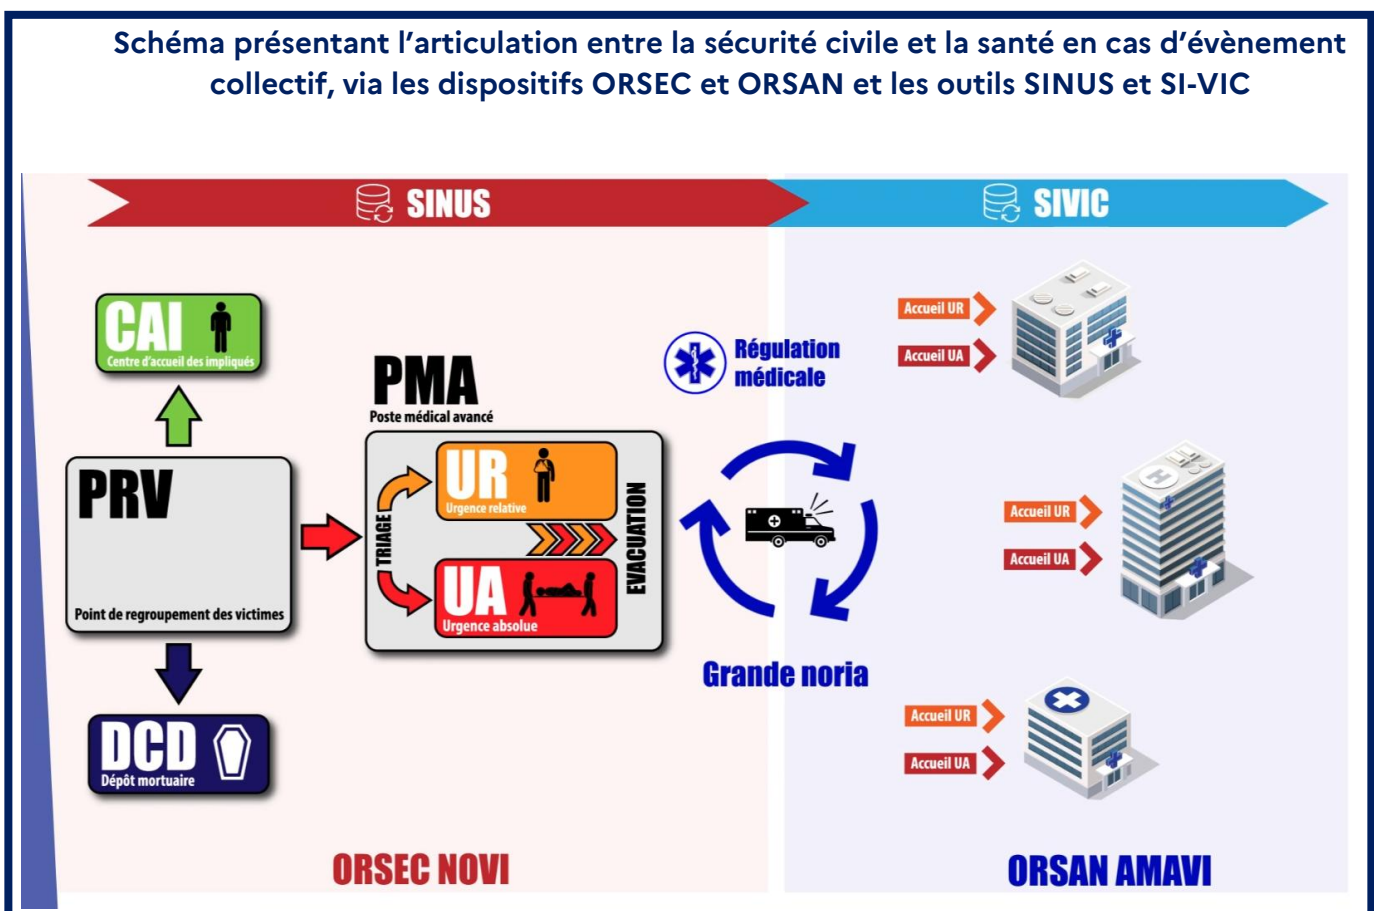 Schéma présentant l’articulation entre la sécurité civile et la santé en cas d’évènement
collectif, via les dispositifs ORSEC et ORSAN et les outils SINUS et SI-VIC
SINUS
SIVIC
CAI
Centre d'accueil des impliqués
PRV
Point de regroupement des victimes
DCD
Dépôt mortuaire
PMA
Poste médical avancé
TRIAGE
UR
Urgence relative
UA
Urgence absolue
EVACUATION
Régulation
médicale
Grande noria
Accueil UR
Accueil UA
H
Accueil UR
Accueil UA
Accueil UR
Accueil UA
ORSEC NOVI
ORSAN AMAVI